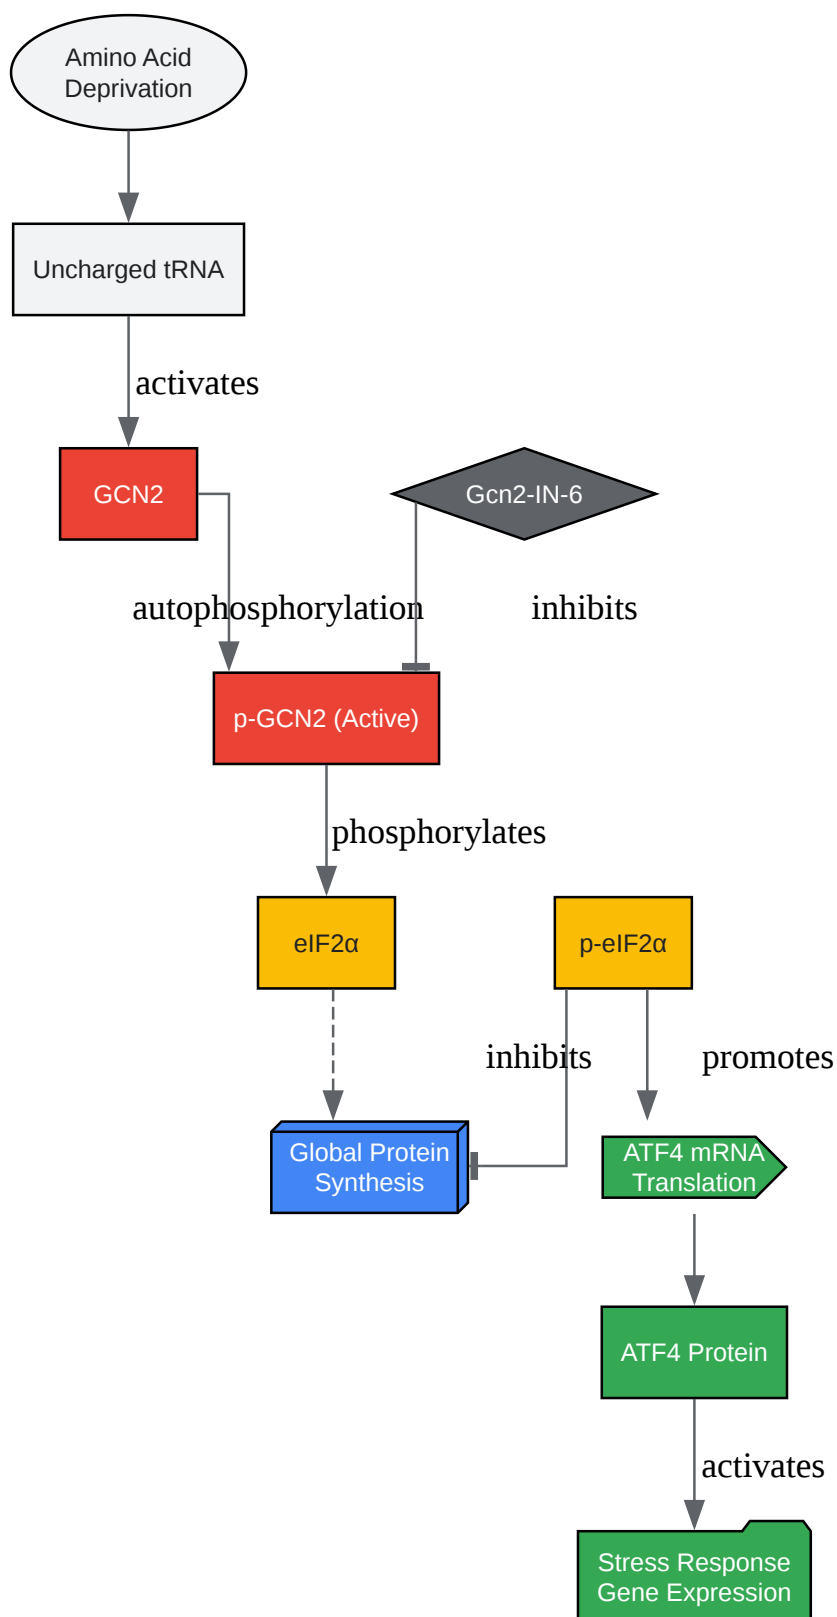 Amino Acid
Deprivation
Uncharged tRNA
activates
GCN2
Gcn2-IN-6
autophosphorylation
inhibits
p-GCN2 (Active)
phosphorylates
eIF2α
p-eIF2α
inhibits
promotes
Global Protein
Synthesis
ATF4 mRNA
Translation
ATF4 Protein
activates
Stress Response
Gene Expression